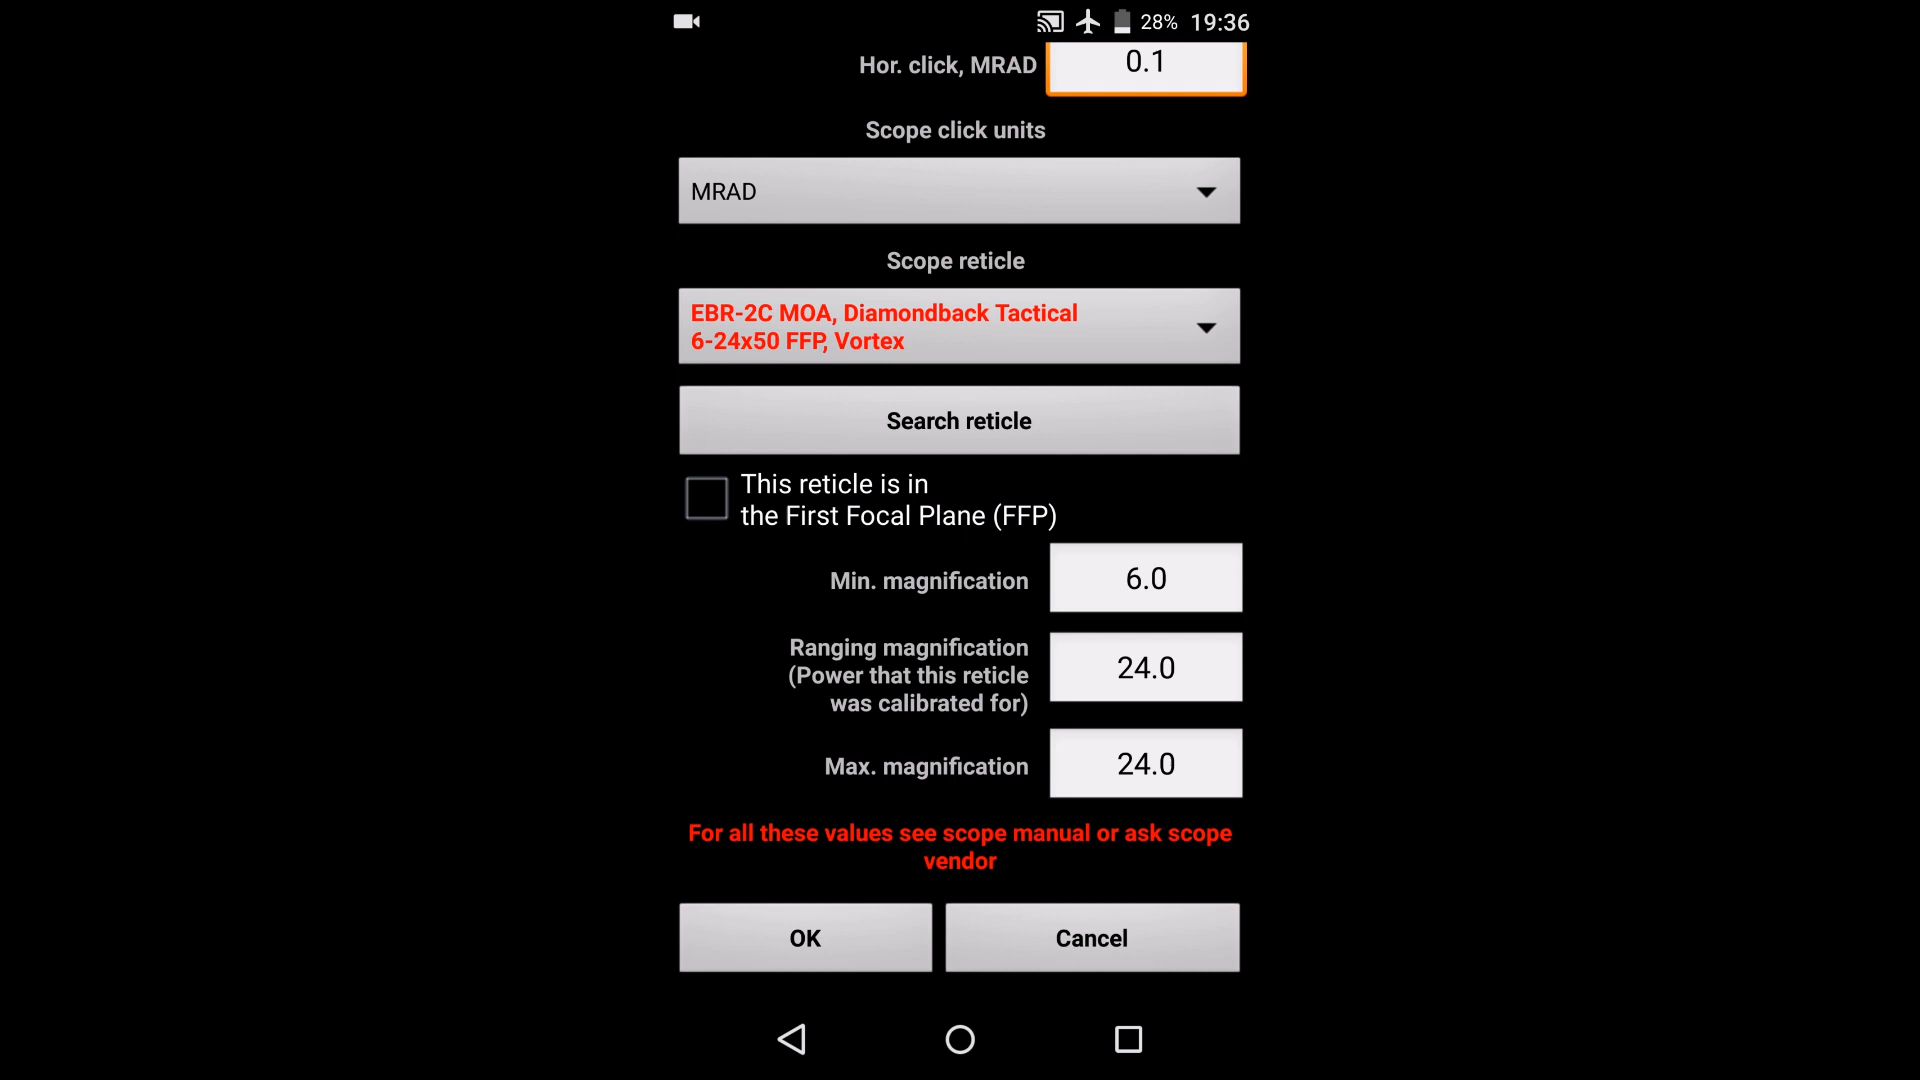 28% 19:36
Hor. click, MRAD 0.1
Scope click units
MRAD
Scope reticle
EBR-2C MOA, Diamondback Tactical
6-24x50 FFP, Vortex
Search reticle
This reticle is in
the First Focal Plane (FFP)
Min. magnification 6.0
Ranging magnification
(Power that this reticle
was calibrated for)
24.0
Max. magnification 24.0
For all these values see scope manual or ask scope
vendor
OK Cancel